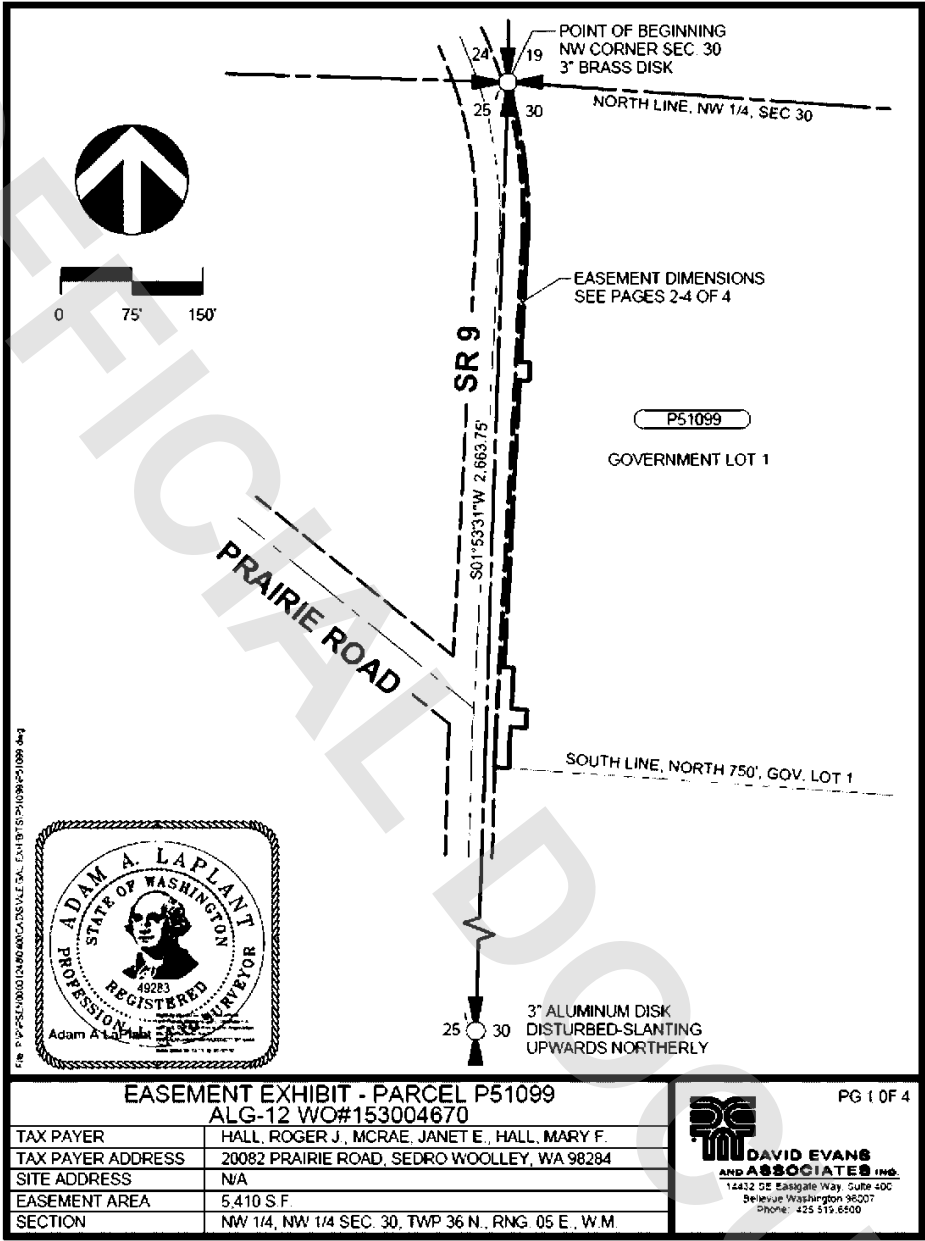 POINT OF BEGINNING
NW CORNER SEC. 30
3" BRASS DISK
24 19
25 30
NORTH LINE, NW 1/4, SEC 30
0 75' 150'
EASEMENT DIMENSIONS
SEE PAGES 2-4 OF 4
SR 9
S01°53'31"W 2,663.75'
P51099
GOVERNMENT LOT 1
PRAIRIE ROAD
SOUTH LINE, NORTH 750', GOV. LOT 1
ADAM A. LAPLANT
STATE OF WASHINGTON
49283
REGISTERED
PROFESSIONAL LAND SURVEYOR
Adam A LaPlant
25 30
3" ALUMINUM DISK
DISTURBED-SLANTING
UPWARDS NORTHERLY
EASEMENT EXHIBIT - PARCEL P51099
ALG-12 WO#153004670
TAX PAYER HALL, ROGER J., MCRAE, JANET E., HALL, MARY F.
TAX PAYER ADDRESS 20082 PRAIRIE ROAD, SEDRO WOOLLEY, WA 98284
SITE ADDRESS N/A
EASEMENT AREA 5,410 S.F.
SECTION NW 1/4, NW 1/4 SEC. 30, TWP 36 N., RNG. 05 E., W.M.
PG 1 OF 4
DAVID EVANS
AND ASSOCIATES INC.
14432 SE Eastgate Way, Suite 400
Bellevue Washington 98007
Phone: 425.519.6500